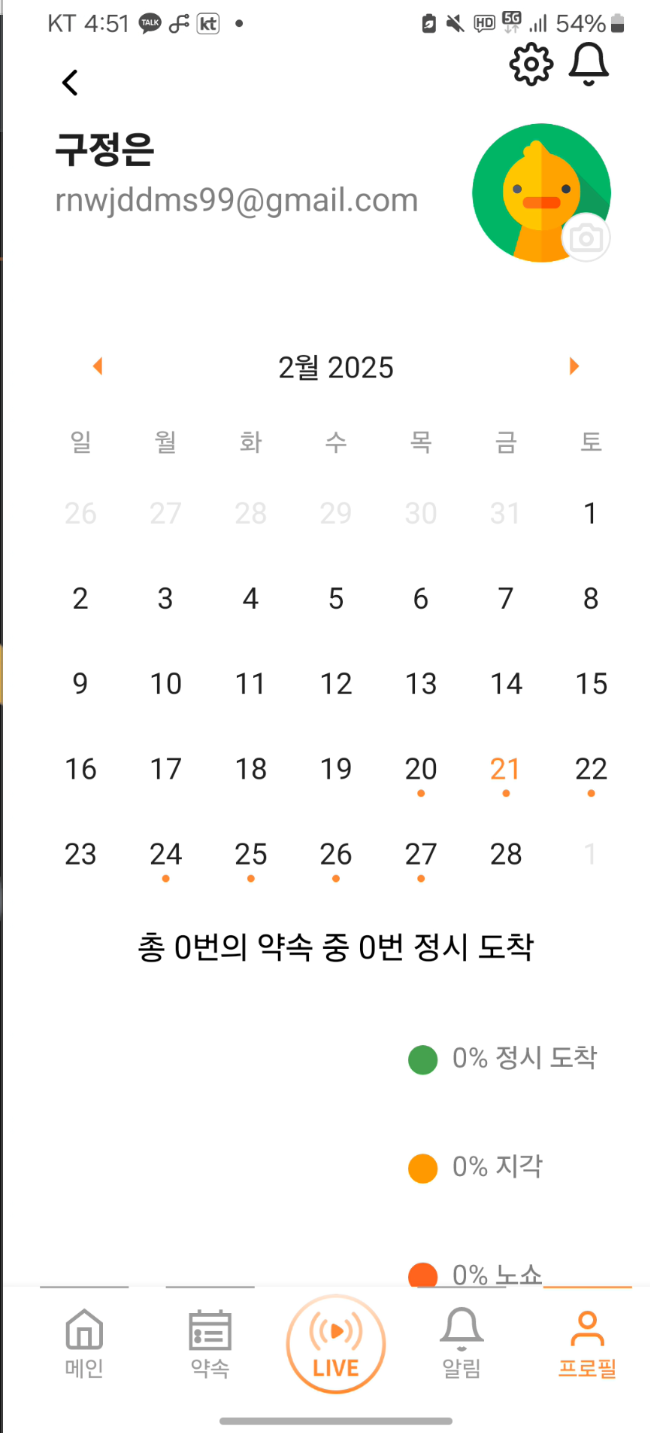 KT 4:51 TALK kt HD 5G 54%
구정은
rnwjddms99@gmail.com
2월 2025
일 월 화 수 목 금 토
26 27 28 29 30 31 1
2 3 4 5 6 7 8
9 10 11 12 13 14 15
16 17 18 19 20 21 22
23 24 25 26 27 28 1
총 0번의 약속 중 0번 정시 도착
0% 정시 도착
0% 지각
0% 노쇼
메인 약속 LIVE 알림 프로필